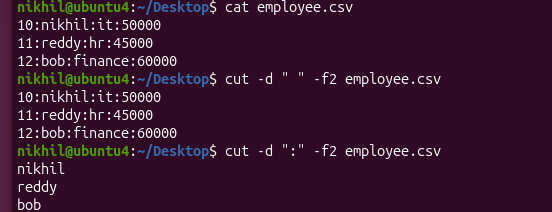 nikhil@ubuntu4:~/Desktop$ cat employee.csv
10:nikhil:it:50000
11:reddy:hr:45000
12:bob:finance:60000
nikhil@ubuntu4:~/Desktop$ cut -d " " -f2 employee.csv
10:nikhil:it:50000
11:reddy:hr:45000
12:bob:finance:60000
nikhil@ubuntu4:~/Desktop$ cut -d ":" -f2 employee.csv
nikhil
reddy
bob